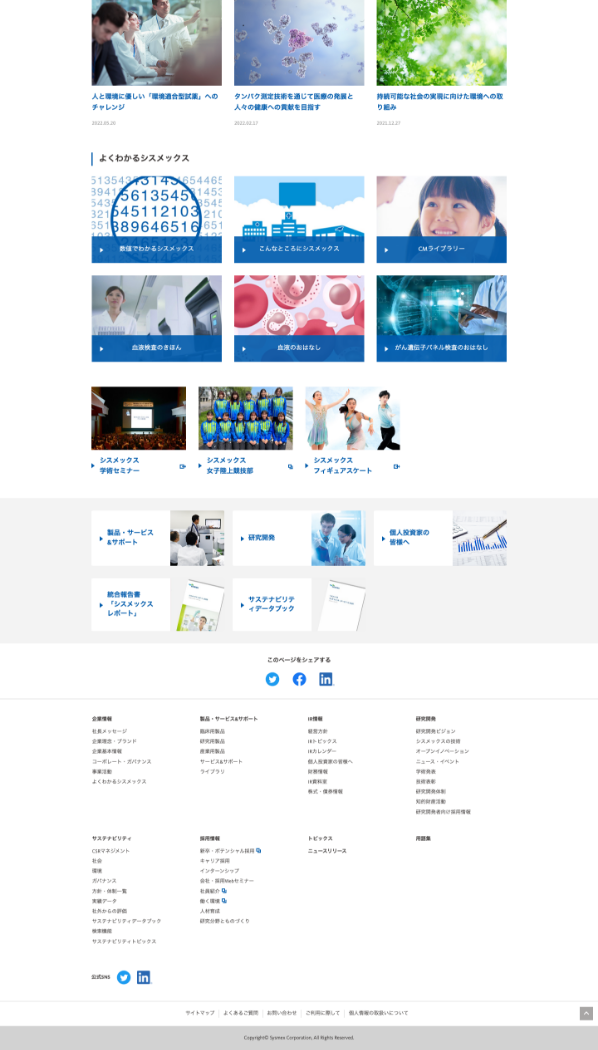 人と環境に優しい「環境適合型試薬」への
チャレンジ
タンパク測定技術を通じて医療の発展と
人々の健康への貢献を目指す
持続可能な社会の実現に向けた環境への取
り組み
2021.12.27
よくわかるシスメックス
数値でわかるシスメックス
こんなところにシスメックス
CMライブラリー
血液検査のきほん
血液のおはなし
がん遺伝子パネル検査のおはなし
シスメックス
学術セミナー
シスメックス
女子陸上競技部
シスメックス
フィギュアスケート
製品・サービス
&サポート
研究開発
個人投資家の
皆様へ
統合報告書
「シスメックス
レポート」
サステナビリテ
ィデータブック
このページをシェアする
企業情報
社長メッセージ
企業理念・ブランド
企業基本情報
コーポレート・ガバナンス
事業活動
よくわかるシスメックス
製品・サービス&サポート
臨床用製品
研究用製品
産業用製品
サービス&サポート
ライブラリ
IR情報
経営方針
IRトピックス
IRカレンダー
個人投資家の皆様へ
財務情報
IR資料室
株式・債券情報
研究開発
研究開発ビジョン
シスメックスの技術
オープンイノベーション
ニュース・イベント
学術発表
技術表彰
研究開発体制
知的財産活動
研究開発者向け採用情報
サステナビリティ
CSRマネジメント
社会
環境
ガバナンス
方針・体制一覧
実績データ
社外からの評価
サステナビリティデータブック
検索機能
サステナビリティトピックス
採用情報
新卒・ポテンシャル採用
キャリア採用
インターンシップ
会社・採用Webセミナー
社員紹介
働く環境
人材育成
研究分野とものづくり
トピックス
ニュースリリース
用語集
公式SNS
サイトマップ
よくあるご質問
お問い合わせ
ご利用に際して
個人情報の取扱いについて
Copyright© Sysmex Corporation. All Rights Reserved.